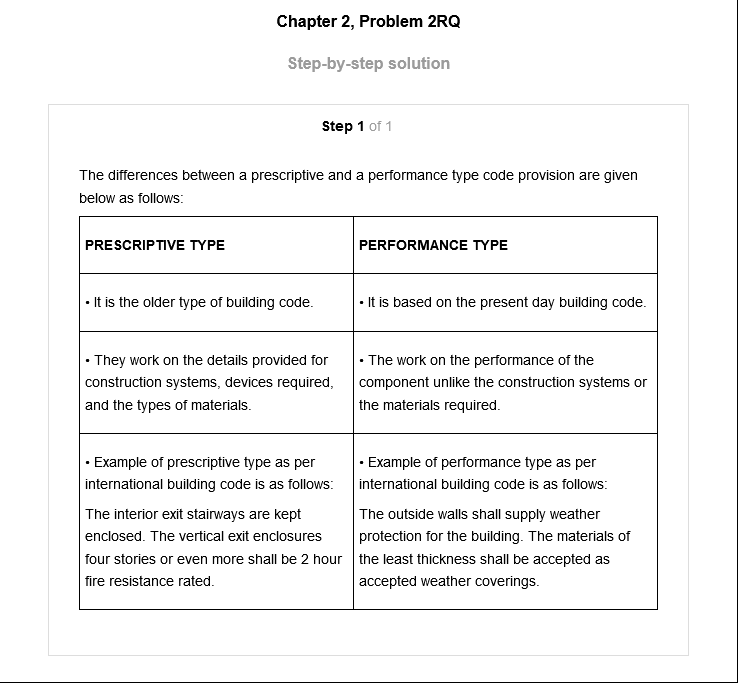 Chapter 2, Problem 2RQ
Step-by-step solution
Step 1 of 1
The differences between a prescriptive and a performance type code provision are given
below as follows:
PRESCRIPTIVE TYPE
PERFORMANCE TYPE
• It is the older type of building code.
• It is based on the present day building code.
• They work on the details provided for
construction systems, devices required,
and the types of materials.
• The work on the performance of the
component unlike the construction systems or
the materials required.
• Example of prescriptive type as per
international building code is as follows:
The interior exit stairways are kept
enclosed. The vertical exit enclosures
four stories or even more shall be 2 hour
fire resistance rated.
• Example of performance type as per
international building code is as follows:
The outside walls shall supply weather
protection for the building. The materials of
the least thickness shall be accepted as
accepted weather coverings.